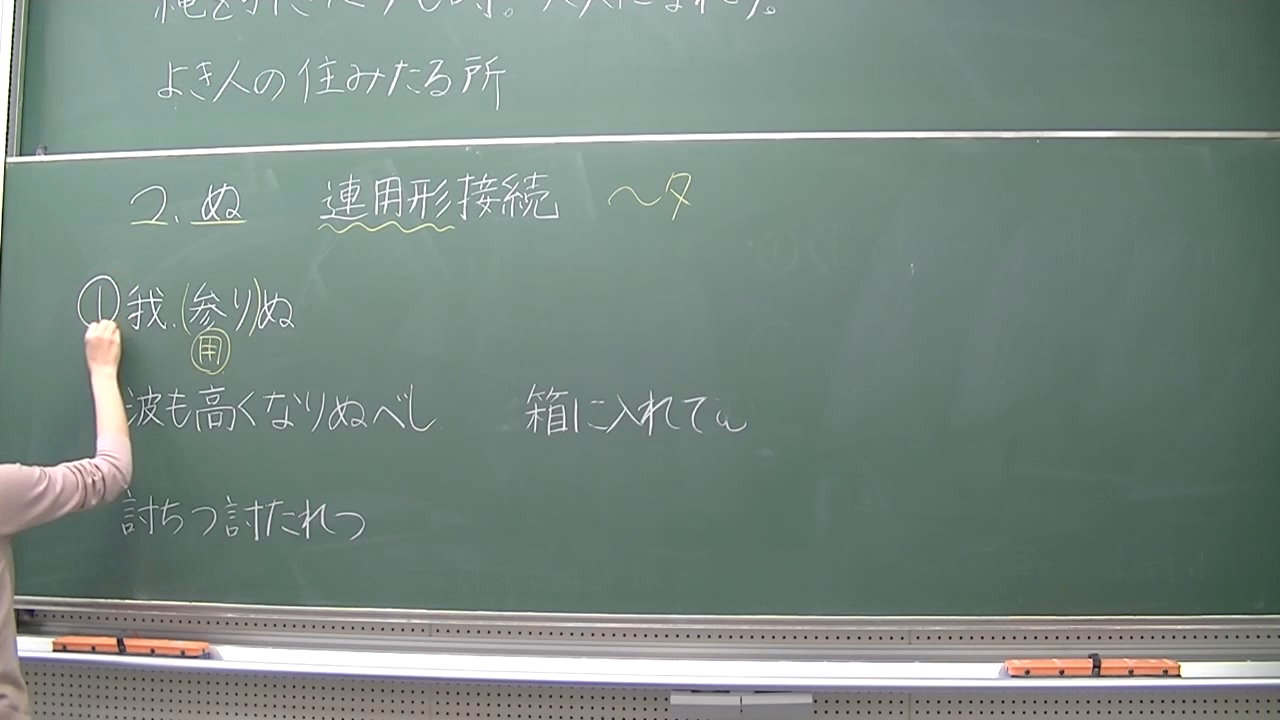 よき人の住みたる所
2、ぬ 連用形接続 〜タ
① 我、(参り)ぬ
用
波も高くなりぬべし 箱に入れてん
討ちつ討たれつ